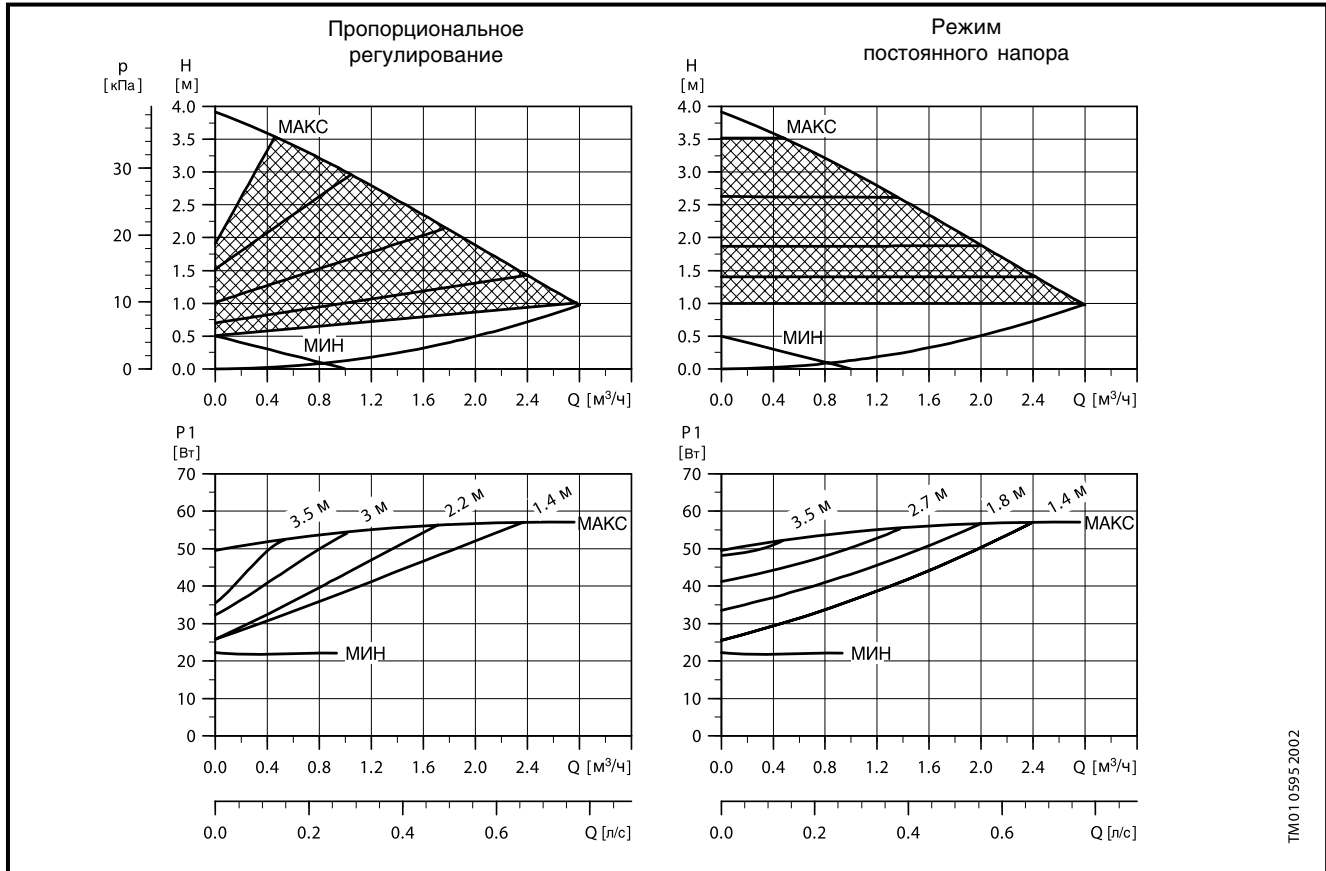 Пропорциональное
регулирование
Режим
постоянного напора
p
[кПа]
H
[м]
H
[м]
4.0
3.5
3.0
2.5
2.0
1.5
1.0
0.5
0.0
30
20
10
0
МАКС
МИН
0.0 0.4 0.8 1.2 1.6 2.0 2.4 Q [м³/ч]
4.0
3.5
3.0
2.5
2.0
1.5
1.0
0.5
0.0
МАКС
МИН
0.0 0.4 0.8 1.2 1.6 2.0 2.4 Q [м³/ч]
P1
[Вт]
70
60
50
40
30
20
10
0
3.5 м
3 м
2.2 м
1.4 м
МАКС
МИН
0.0 0.4 0.8 1.2 1.6 2.0 2.4 Q [м³/ч]
0.0 0.2 0.4 0.6 Q [л/с]
P1
[Вт]
70
60
50
40
30
20
10
0
3.5 м
2.7 м
1.8 м
1.4 м
МАКС
МИН
0.0 0.4 0.8 1.2 1.6 2.0 2.4 Q [м³/ч]
0.0 0.2 0.4 0.6 Q [л/с]
TM01 0595 2002